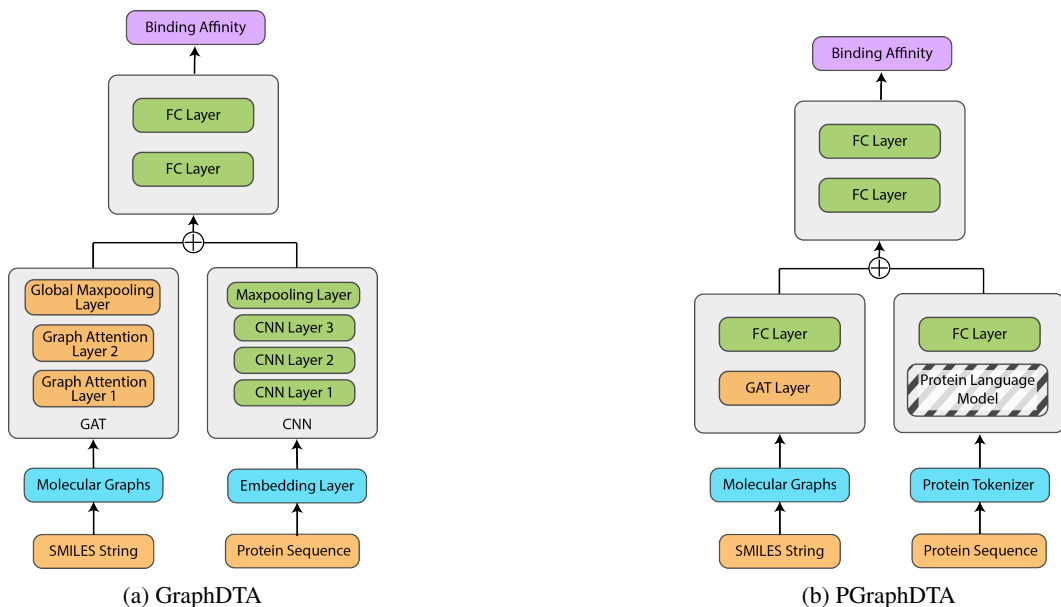 Binding Affinity
FC Layer
FC Layer
Global Maxpooling
Layer
Graph Attention
Layer 2
Graph Attention
Layer 1
GAT
Maxpooling Layer
CNN Layer 3
CNN Layer 2
CNN Layer 1
CNN
Molecular Graphs
Embedding Layer
SMILES String
Protein Sequence
(a) GraphDTA
Binding Affinity
FC Layer
FC Layer
FC Layer
GAT Layer
FC Layer
Protein Language
Model
Molecular Graphs
Protein Tokenizer
SMILES String
Protein Sequence
(b) PGraphDTA